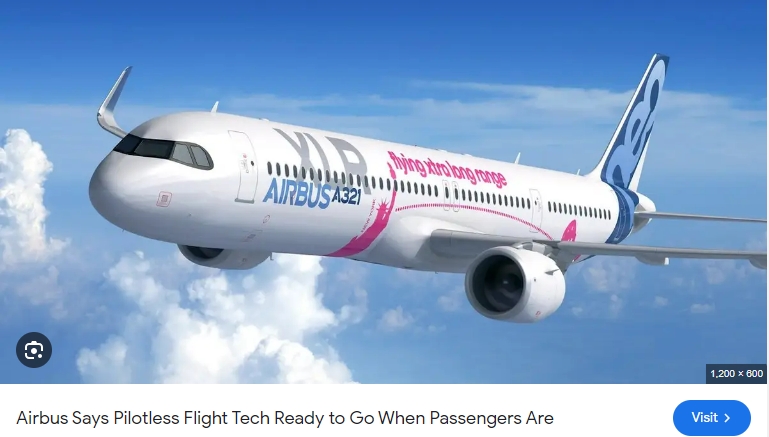 XLR
flying xtra long range
AIRBUS A321
1,200 × 600
Airbus Says Pilotless Flight Tech Ready to Go When Passengers Are
Visit